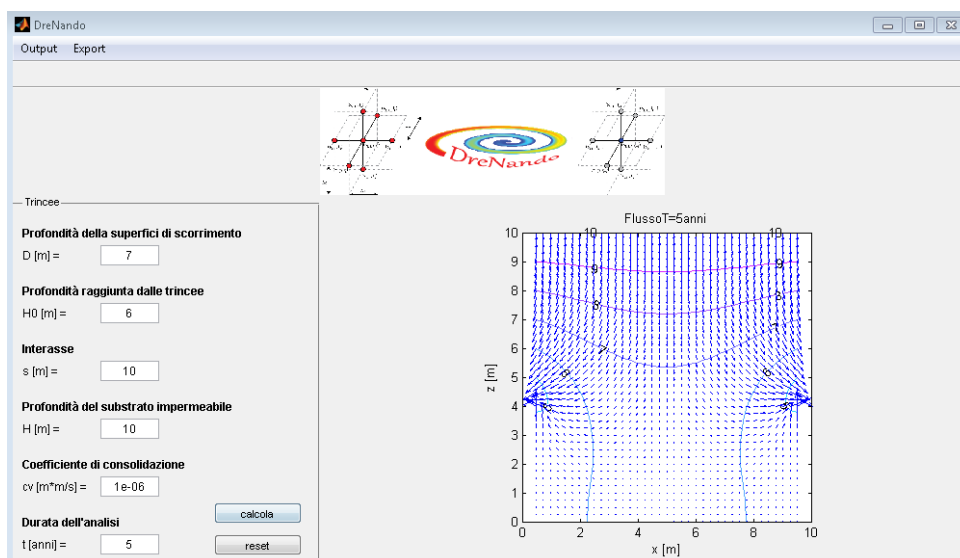 DreNando
Output Export
DreNando
Trincee
Profondità della superfici di scorrimento
D [m] = 7
Profondità raggiunta dalle trincee
H0 [m] = 6
Interasse
s [m] = 10
Profondità del substrato impermeabile
H [m] = 10
Coefficiente di consolidazione
cv [m*m/s] = 1e-06
Durata dell'analisi
t [anni] = 5
calcola
reset
FlussoT=5anni
z [m]
10
9
8
7
6
5
4
3
2
1
0
10 10
9 9
8
7
0 2 4 6 8 10
x [m]